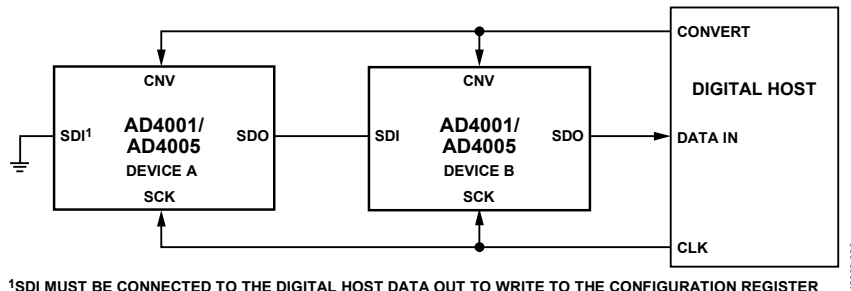 CONVERT
CNV
CNV
DIGITAL HOST
SDI1
AD4001/
AD4005
SDO
SDI
AD4001/
AD4005
SDO
DATA IN
DEVICE A
DEVICE B
SCK
SCK
CLK
1SDI MUST BE CONNECTED TO THE DIGITAL HOST DATA OUT TO WRITE TO THE CONFIGURATION REGISTER